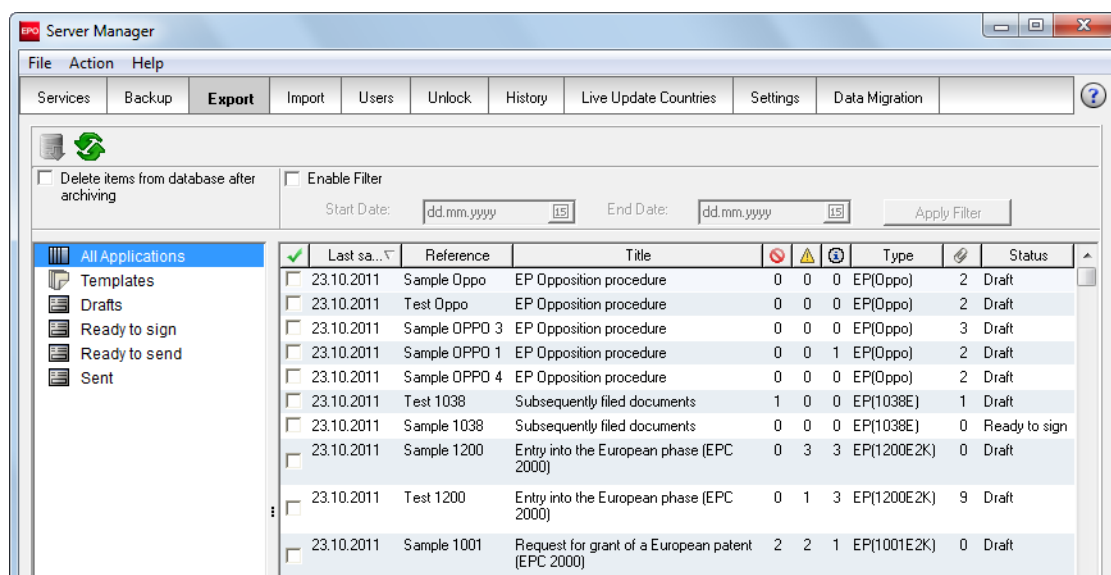 EPO Server Manager
File Action Help
Services Backup Export Import Users Unlock History Live Update Countries Settings Data Migration ?
Delete items from database after
archiving
Enable Filter
Start Date: dd.mm.yyyy 15 End Date: dd.mm.yyyy 15 Apply Filter
All Applications
Templates
Drafts
Ready to sign
Ready to send
Sent
Last sa... Reference Title Type Status
23.10.2011 Sample Oppo EP Opposition procedure 0 0 0 EP(Oppo) 2 Draft
23.10.2011 Test Oppo EP Opposition procedure 0 0 0 EP(Oppo) 2 Draft
23.10.2011 Sample OPPO 3 EP Opposition procedure 0 0 0 EP(Oppo) 3 Draft
23.10.2011 Sample OPPO 1 EP Opposition procedure 0 0 1 EP(Oppo) 2 Draft
23.10.2011 Sample OPPO 4 EP Opposition procedure 0 0 0 EP(Oppo) 2 Draft
23.10.2011 Test 1038 Subsequently filed documents 1 0 0 EP(1038E) 1 Draft
23.10.2011 Sample 1038 Subsequently filed documents 0 0 0 EP(1038E) 0 Ready to sign
23.10.2011 Sample 1200 Entry into the European phase (EPC 0 3 3 EP(1200E2K) 0 Draft
2000)
23.10.2011 Test 1200 Entry into the European phase (EPC 0 1 3 EP(1200E2K) 9 Draft
2000)
23.10.2011 Sample 1001 Request for grant of a European patent 2 2 1 EP(1001E2K) 0 Draft
(EPC 2000)